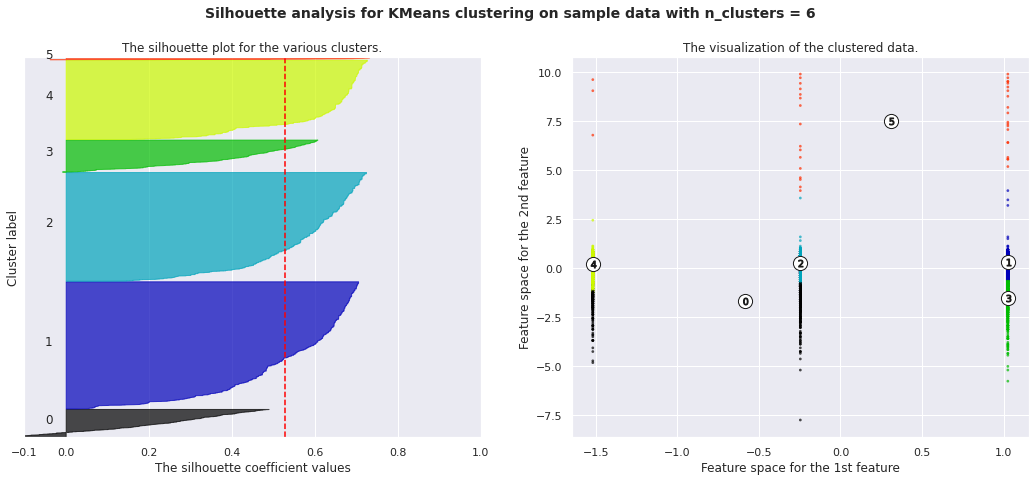 Silhouette analysis for KMeans clustering on sample data with n_clusters = 6
The silhouette plot for the various clusters.
5
4
3
2
1
0
Cluster label
−0.1 0.0 0.2 0.4 0.6 0.8 1.0
The silhouette coefficient values
The visualization of the clustered data.
10.0
7.5
5.0
2.5
0.0
−2.5
−5.0
−7.5
Feature space for the 2nd feature
5
4 2 1
0 3
−1.5 −1.0 −0.5 0.0 0.5 1.0
Feature space for the 1st feature